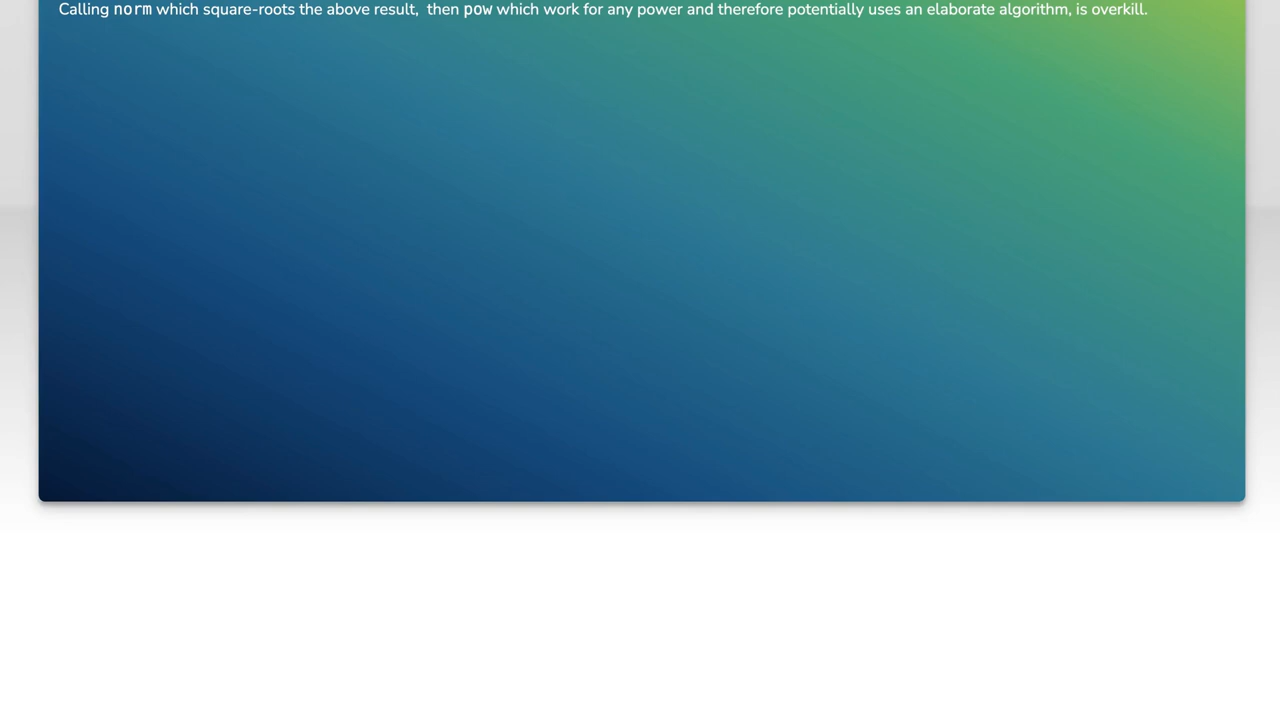 Calling norm which square-roots the above result,  then pow which work for any power and therefore potentially uses an elaborate algorithm, is overkill.